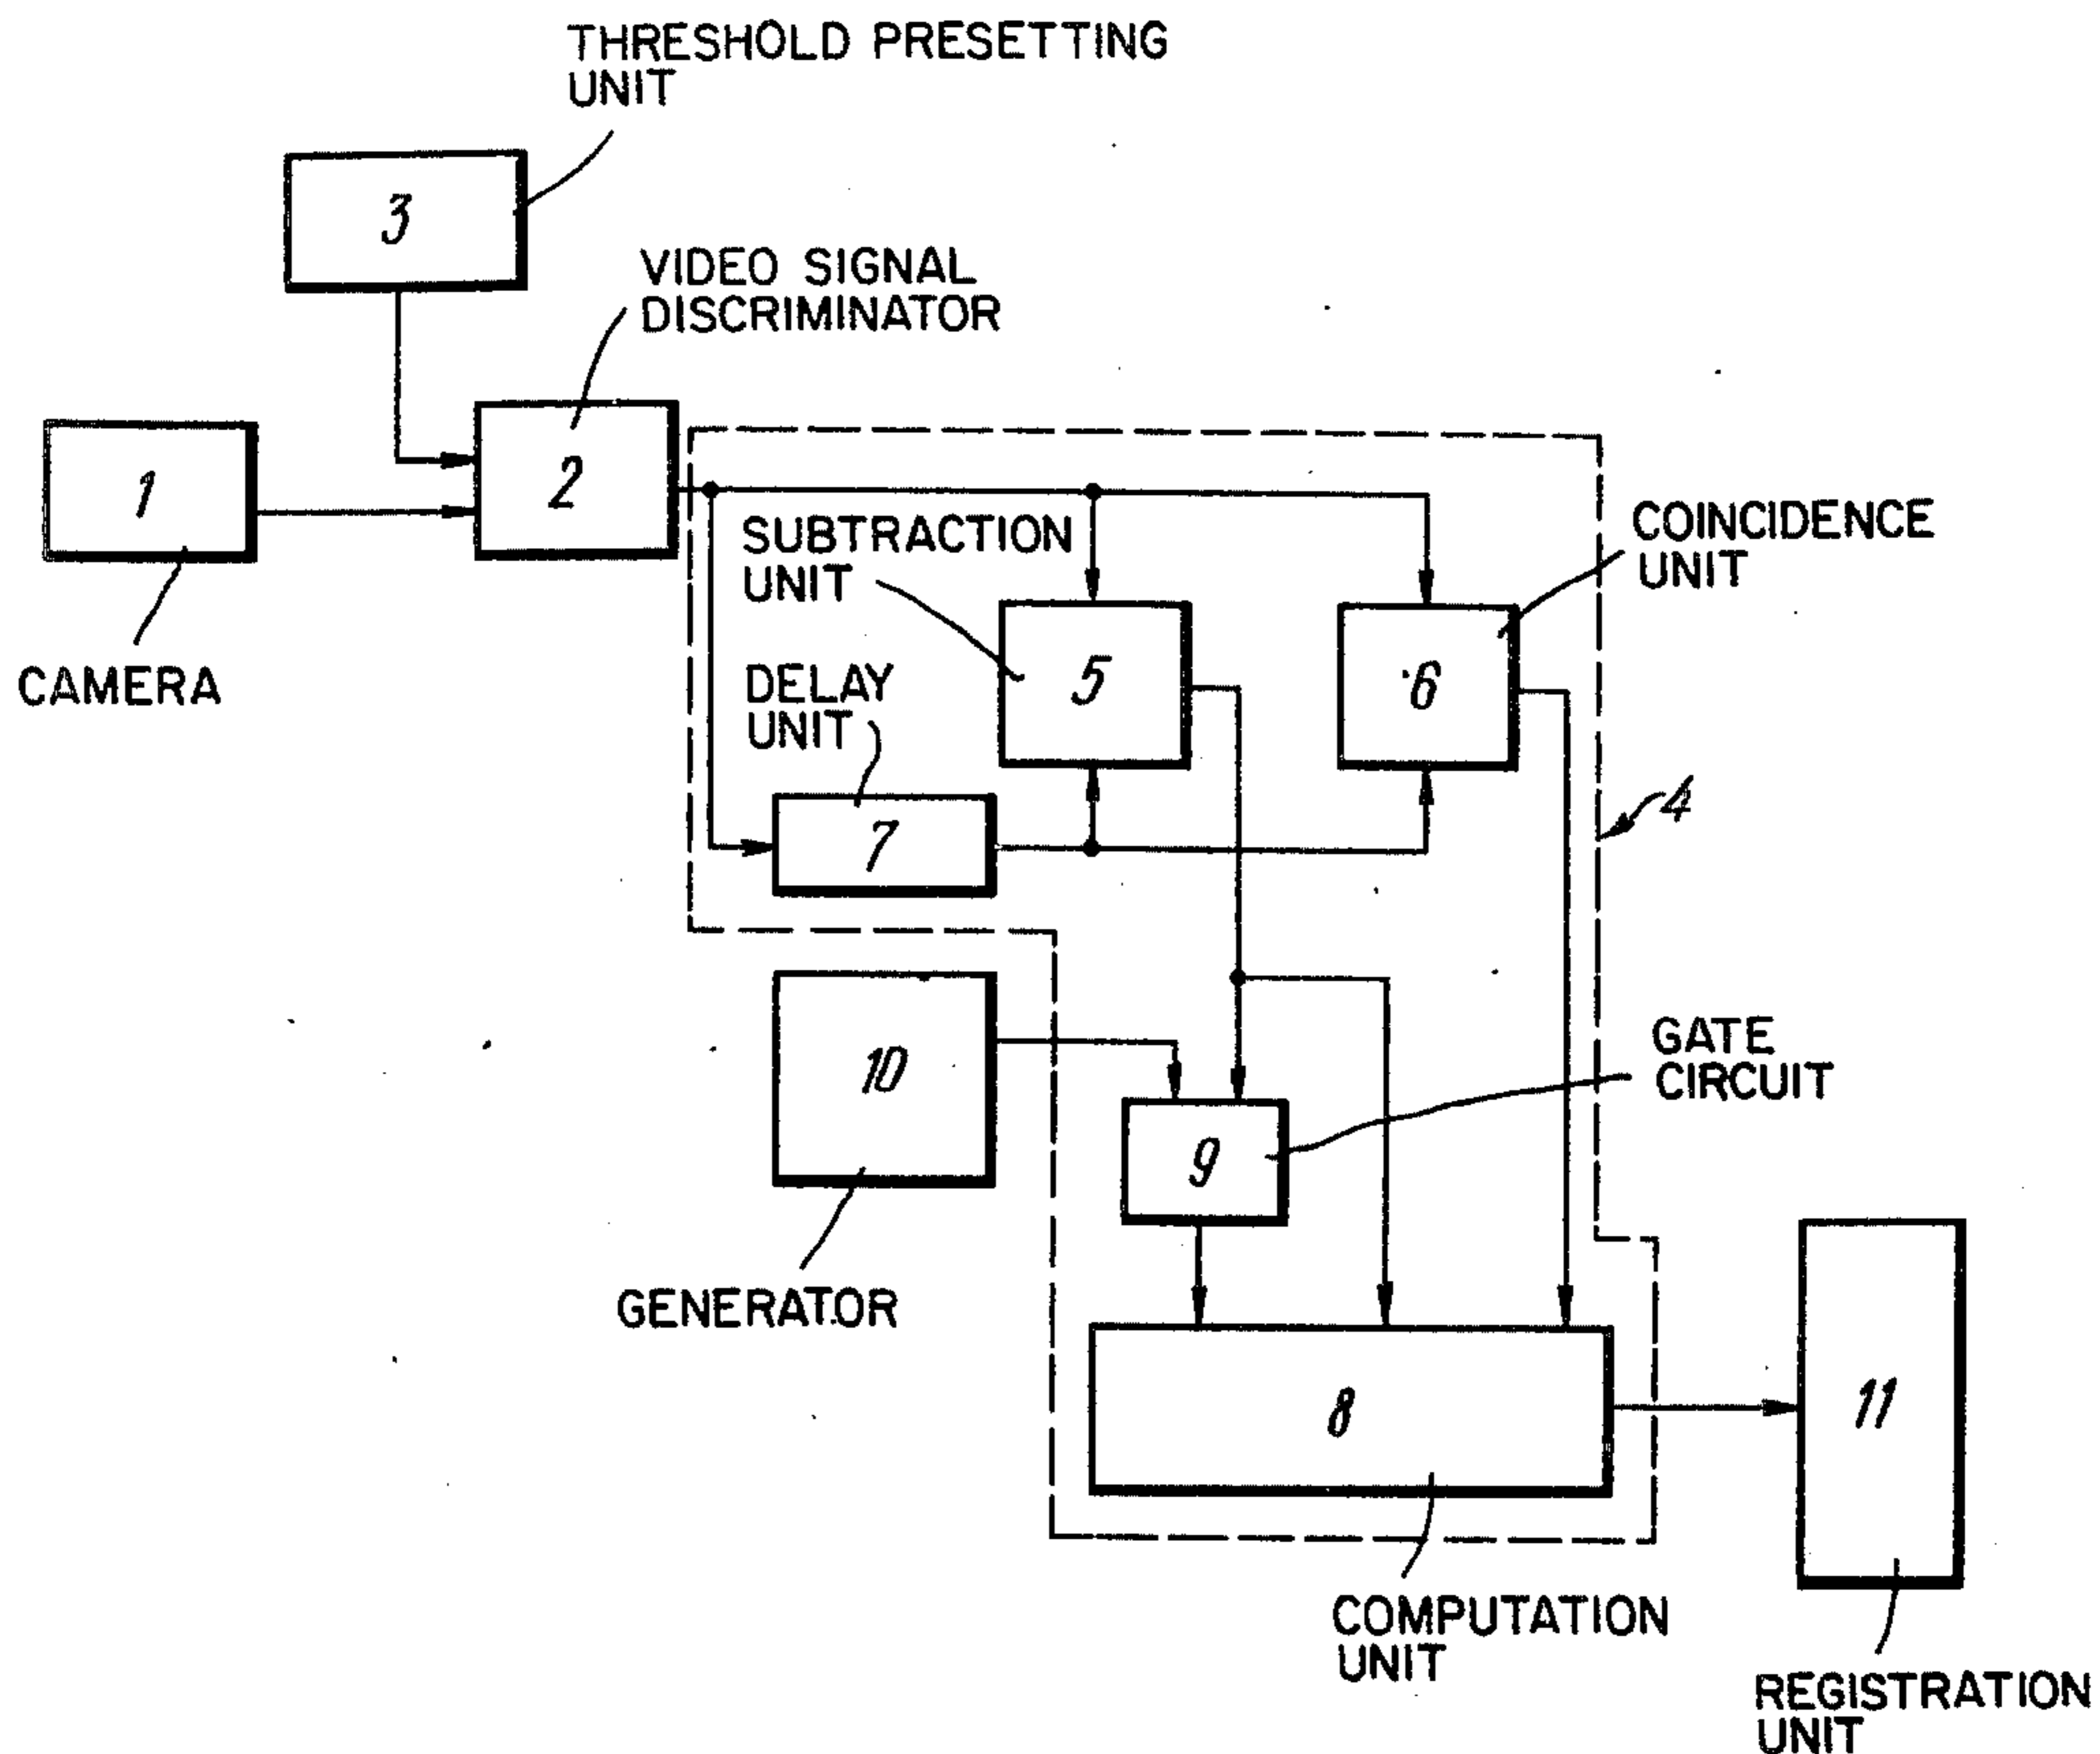 THRESHOLD PRESETTING
UNIT
3
VIDEO SIGNAL
DISCRIMINATOR
1
2
CAMERA
SUBTRACTION
UNIT
COINCIDENCE
UNIT
5
6
DELAY
UNIT
7
4
10
GATE
CIRCUIT
9
GENERATOR
8
11
COMPUTATION
UNIT
REGISTRATION
UNIT